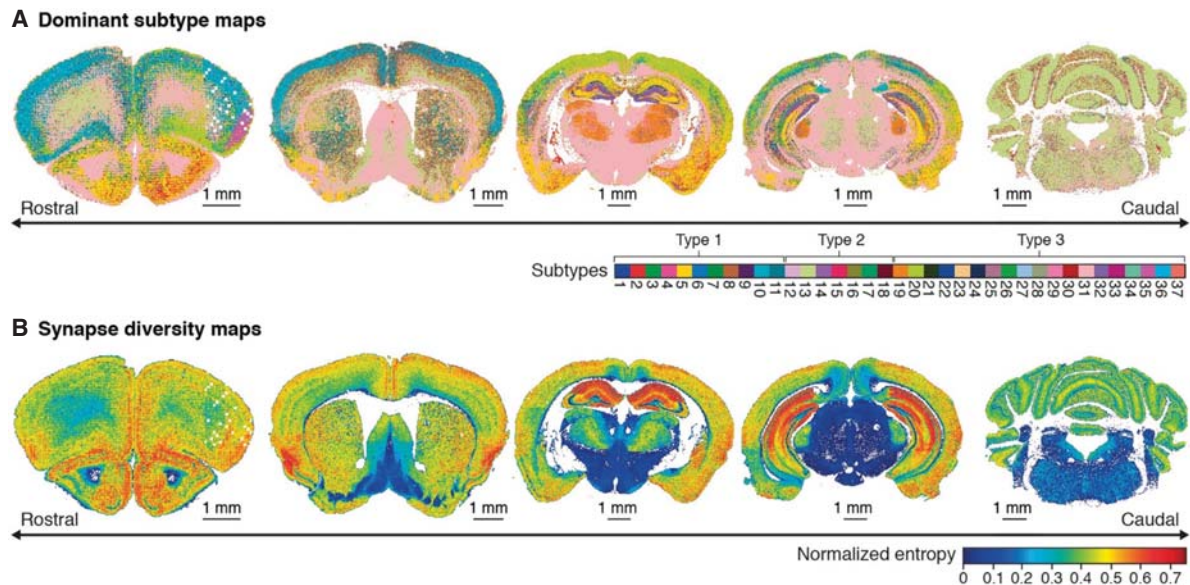 A Dominant subtype maps
1 mm 1 mm 1 mm 1 mm 1 mm
Rostral Caudal
Type 1 Type 2 Type 3
Subtypes 1 2 3 4 5 6 7 8 9 10 11 12 13 14 15 16 17 18 19 20 21 22 23 24 25 26 27 28 29 30 31 32 33 34 35 36 37
B Synapse diversity maps
1 mm 1 mm 1 mm 1 mm 1 mm
Rostral Caudal
Normalized entropy
0 0.1 0.2 0.3 0.4 0.5 0.6 0.7